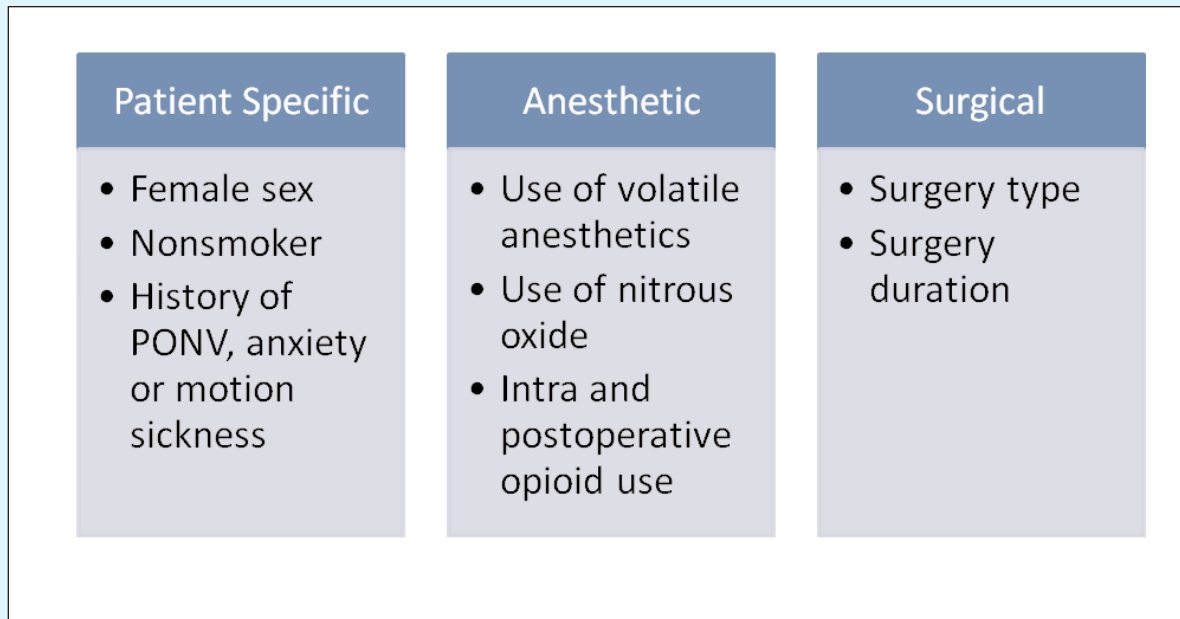 Patient Specific
• Female sex
• Nonsmoker
• History of
PONV, anxiety
or motion
sickness
Anesthetic
• Use of volatile
anesthetics
• Use of nitrous
oxide
• Intra and
postoperative
opioid use
Surgical
• Surgery type
• Surgery
duration